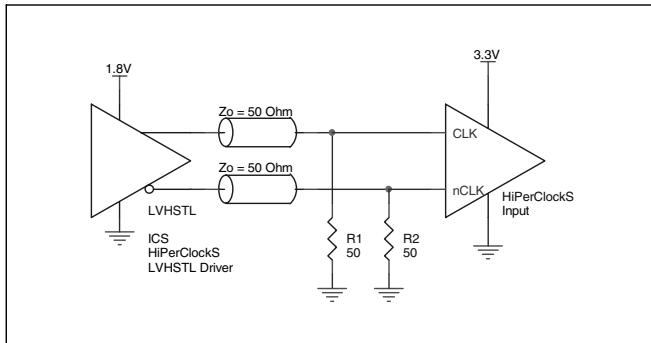 1.8V
3.3V
Zo = 50 Ohm
CLK
Zo = 50 Ohm
nCLK
HiPerClockS
Input
LVHSTL
ICS
HiPerClockS
LVHSTL Driver
R1
50
R2
50